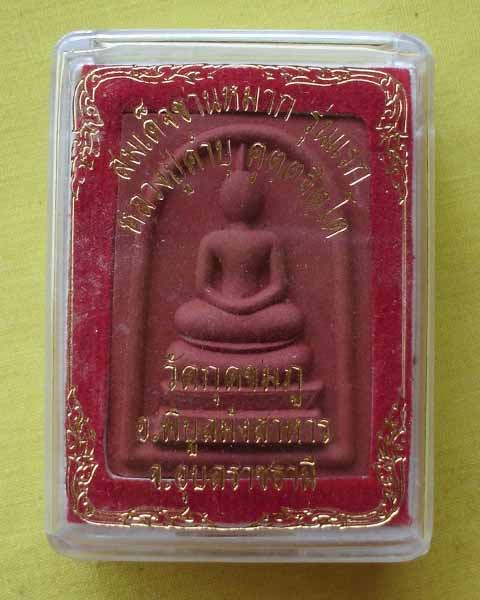 สมเด็จชานหมาก รุ่นแรก
หลวงปู่คำบุ คุตฺตจิตฺโต
วัดกุดชมภู
อ.พิบูลมังสาหาร
จ.อุบลราชธานี